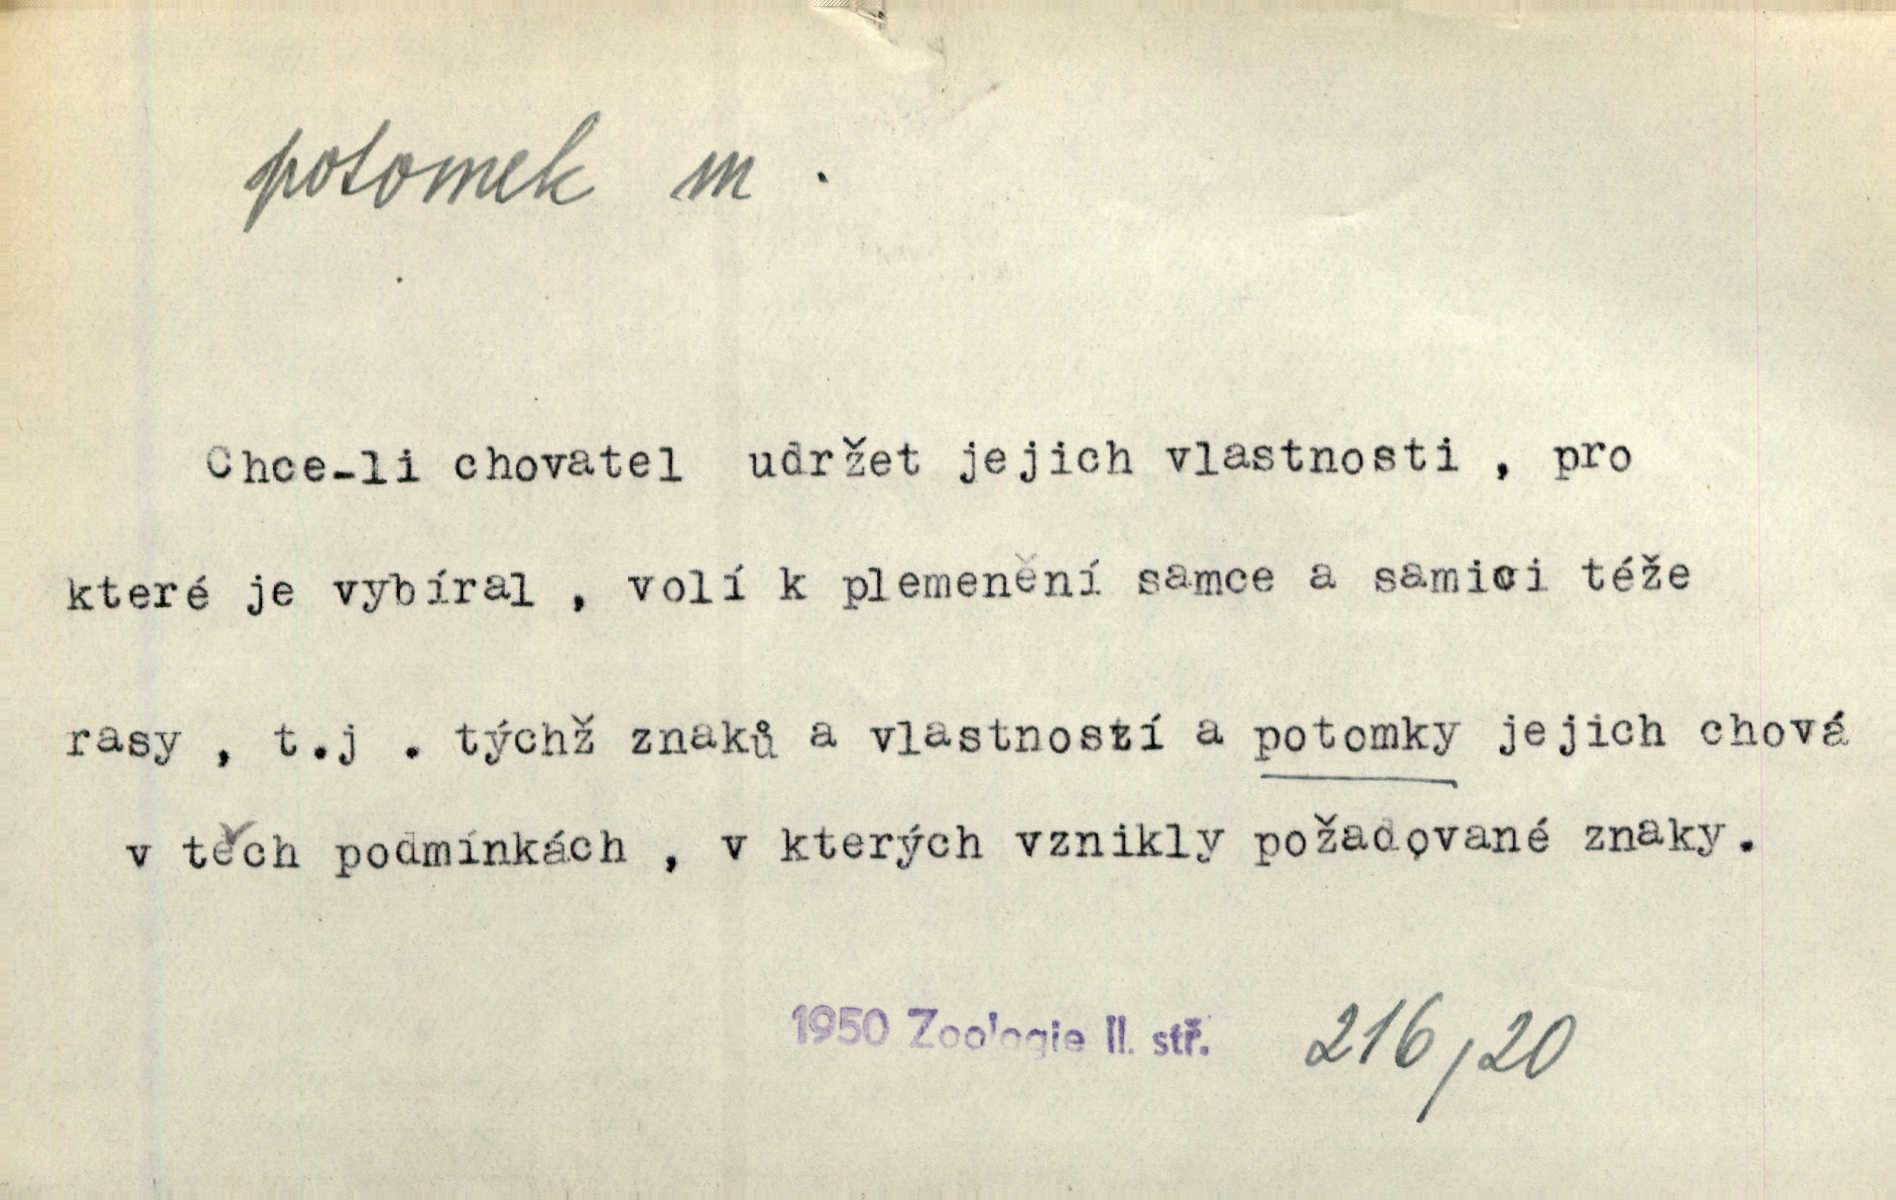 potomek m.
Chce-li chovatel udržet jejich vlastnosti , pro
které je vybíral , volí k plemenění samce a samici téže
rasy , t.j . týchž znaků a vlastností a potomky jejich chová
v těch podmínkách , v kterých vznikly požadované znaky.
1950 Zoologie II. stř. 216/20